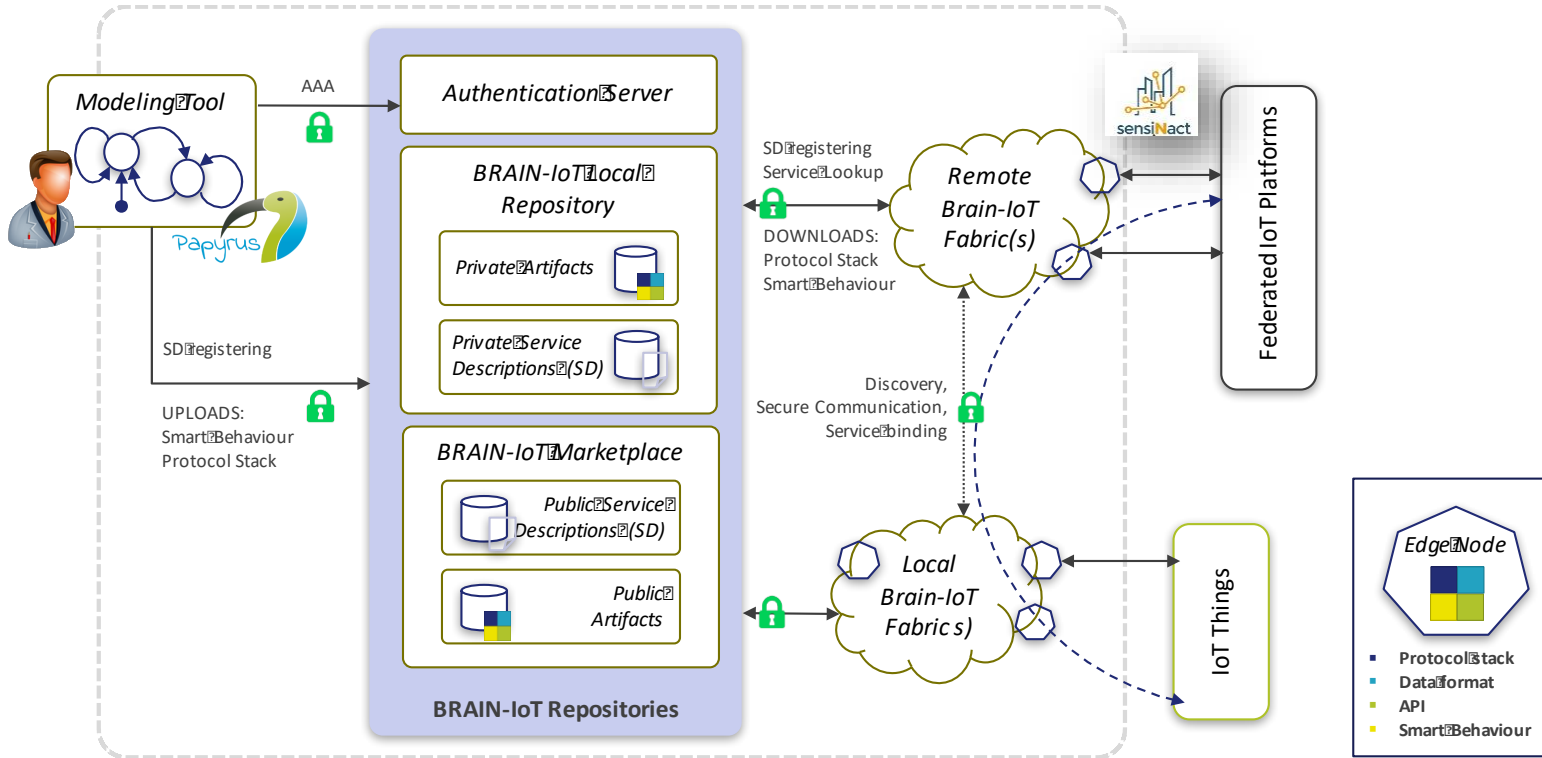 Modeling Tool
Papyrus
AAA
SD registering
UPLOADS:
Smart Behaviour
Protocol Stack
Authentication Server
BRAIN-IoT Local
Repository
Private Artifacts
Private Service
Descriptions (SD)
BRAIN-IoT Marketplace
Public Service
Descriptions (SD)
Public
Artifacts
BRAIN-IoT Repositories
SD registering
Service Lookup
DOWNLOADS:
Protocol Stack
Smart Behaviour
Remote
Brain-IoT
Fabric(s)
Discovery,
Secure Communication,
Service binding
Local
Brain-IoT
Fabric s)
sensiNact
Federated IoT Platforms
IoT Things
Edge Node
Protocol stack
Data format
API
Smart Behaviour